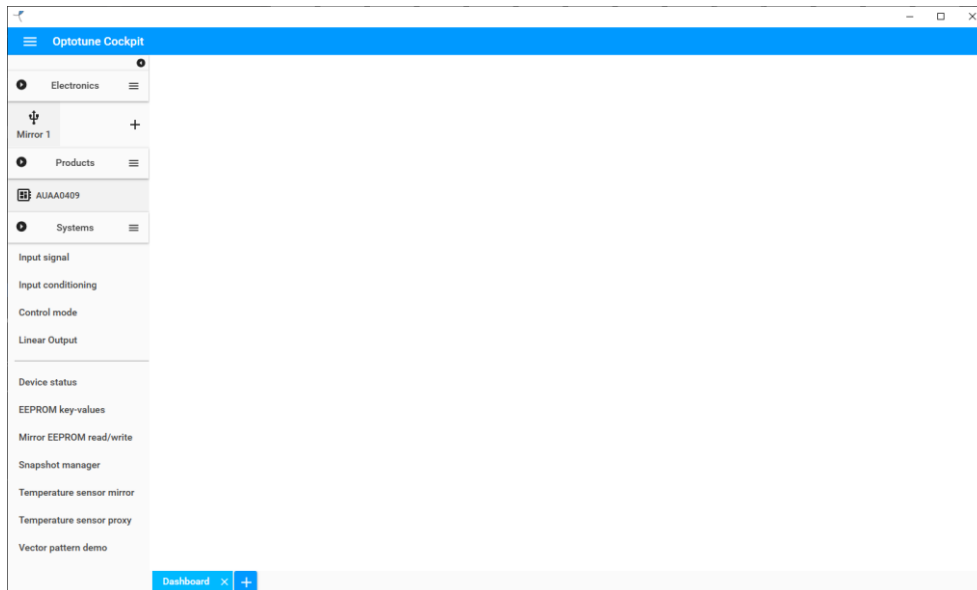 Optotune Cockpit
Electronics
Mirror 1
Products
AUAA0409
Systems
Input signal
Input conditioning
Control mode
Linear Output
Device status
EEPROM key-values
Mirror EEPROM read/write
Snapshot manager
Temperature sensor mirror
Temperature sensor proxy
Vector pattern demo
Dashboard